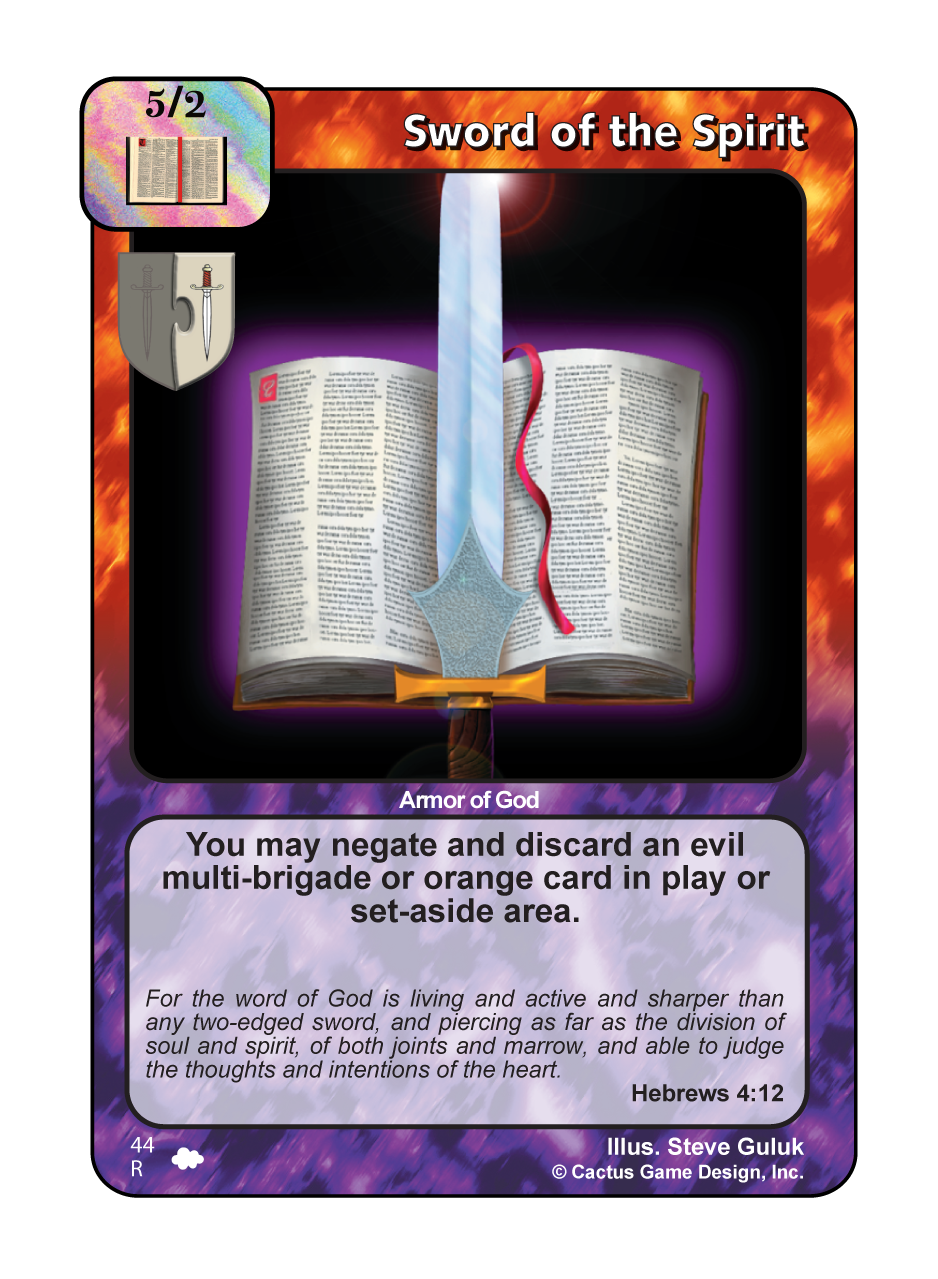 5/2
Sword of the Spirit
Armor of God
You may negate and discard an evil
multi-brigade or orange card in play or
set-aside area.
For the word of God is living and active and sharper than
any two-edged sword, and piercing as far as the division of
soul and spirit, of both joints and marrow, and able to judge
the thoughts and intentions of the heart.
Hebrews 4:12
44
R
Illus. Steve Guluk
© Cactus Game Design, Inc.